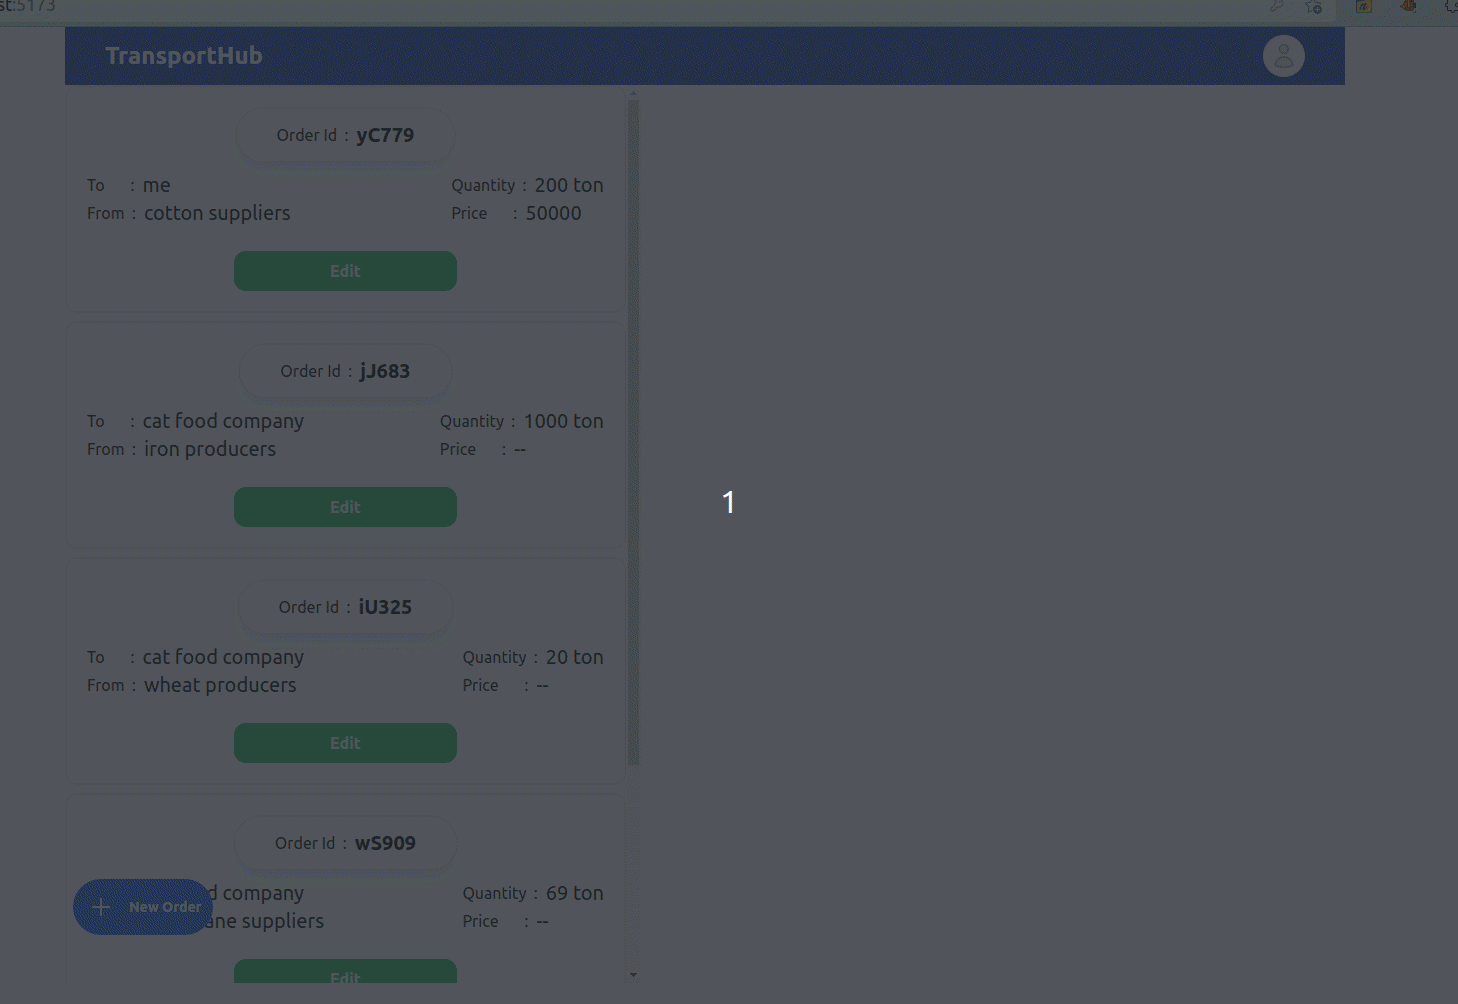 st:5173
TransportHub
Order Id : yC779
To : me
Quantity : 200 ton
From : cotton suppliers
Price : 50000
Edit
Order Id : jJ683
To : cat food company
Quantity : 1000 ton
From : iron producers
Price : --
Edit
1
Order Id : iU325
To : cat food company
Quantity : 20 ton
From : wheat producers
Price : --
Edit
Order Id : wS909
d company
Quantity : 69 ton
New Order
ane suppliers
Price : --
Edit